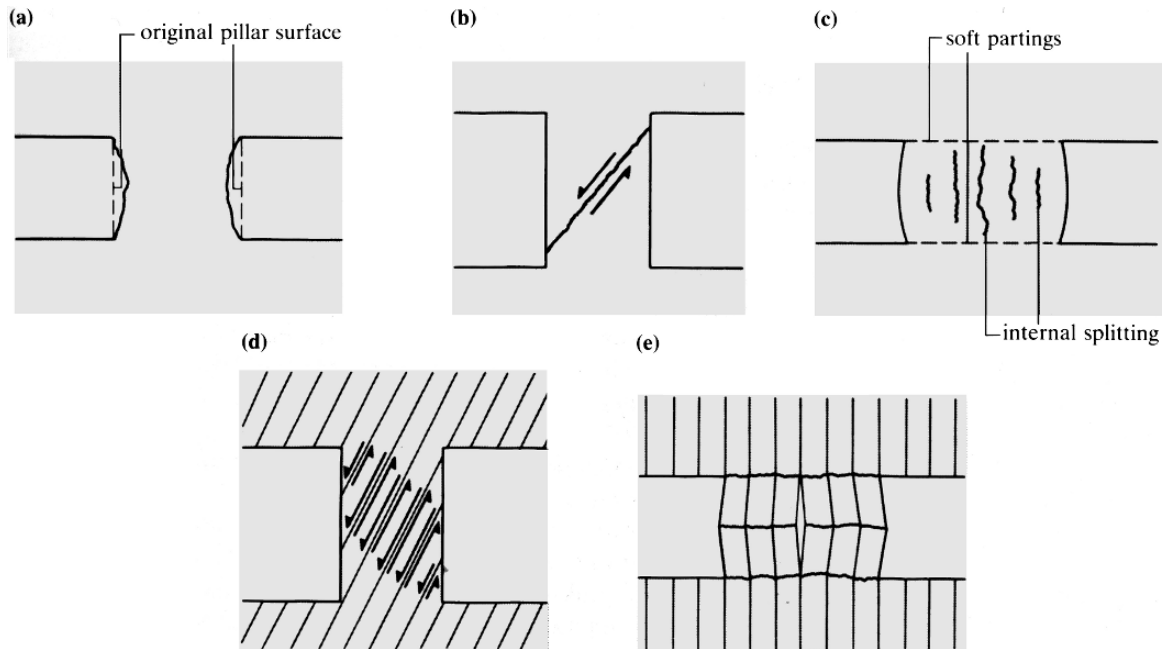 (a)
original pillar surface
(b)
(c)
soft partings
internal splitting
(d)
(e)